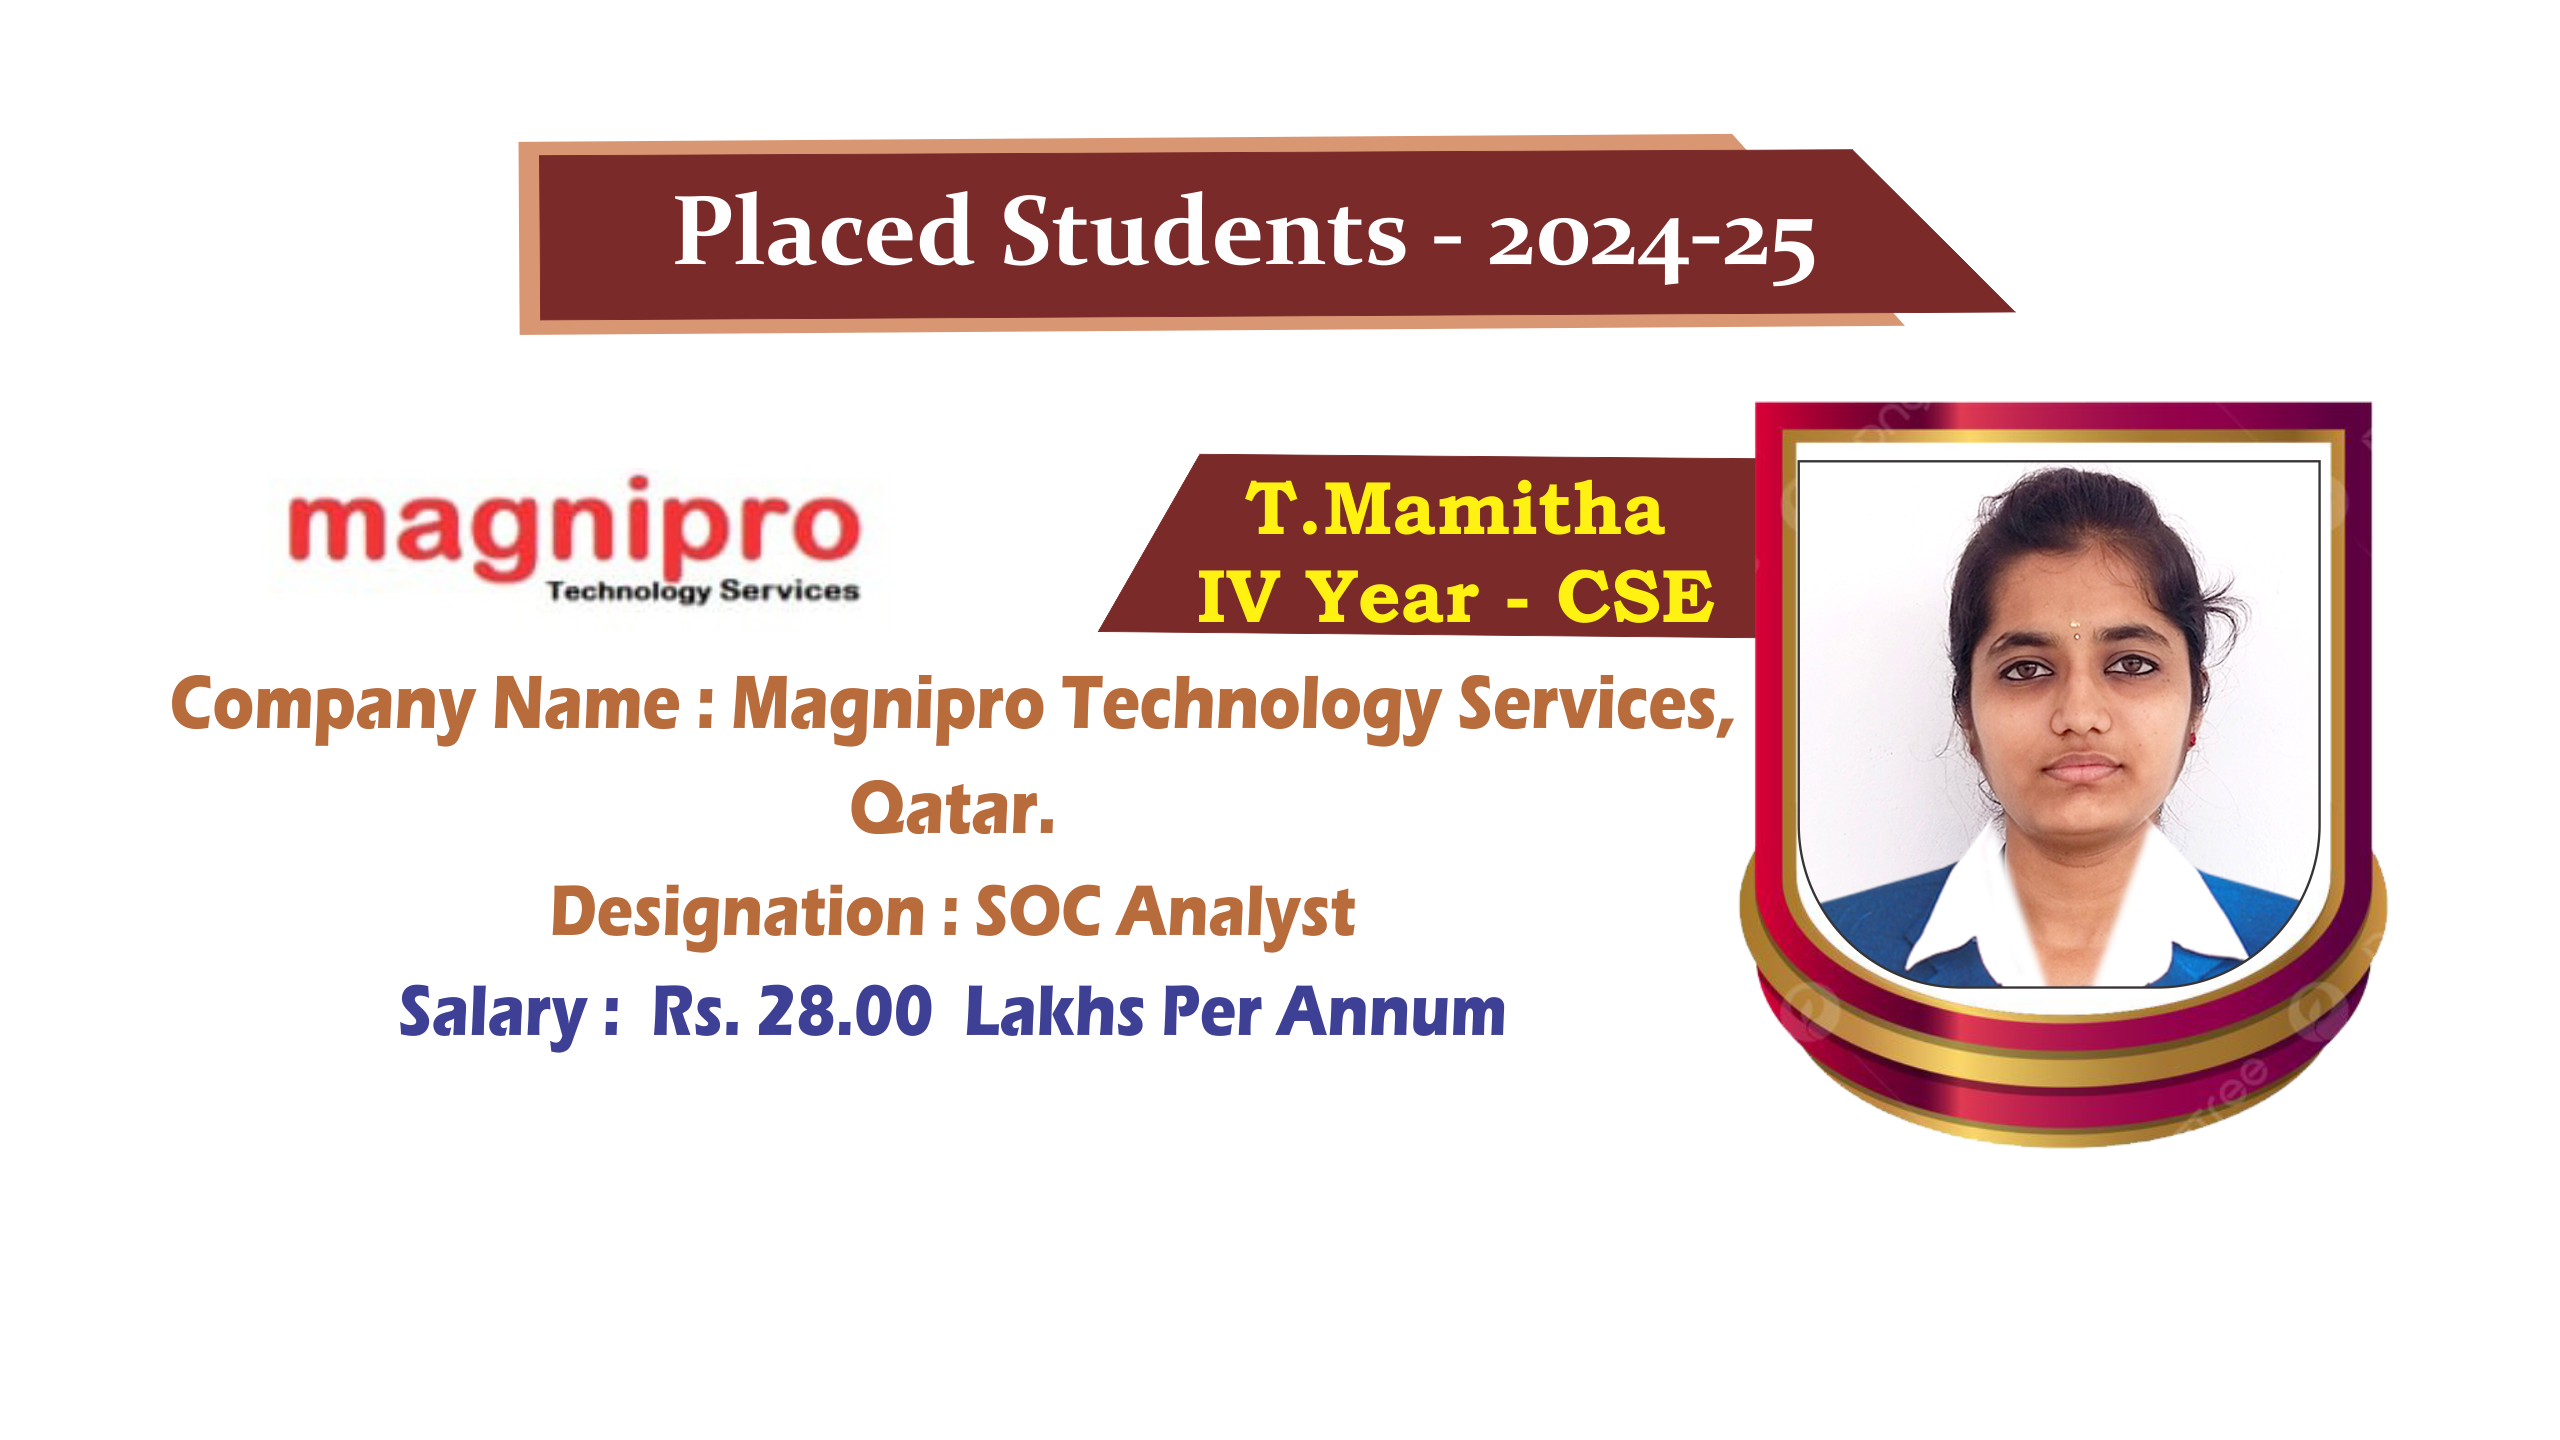 Placed Students - 2024-25
magnipro
Technology Services
T.Mamitha
IV Year - CSE
Company Name : Magnipro Technology Services,
Qatar.
Designation : SOC Analyst
Salary : Rs. 28.00 Lakhs Per Annum